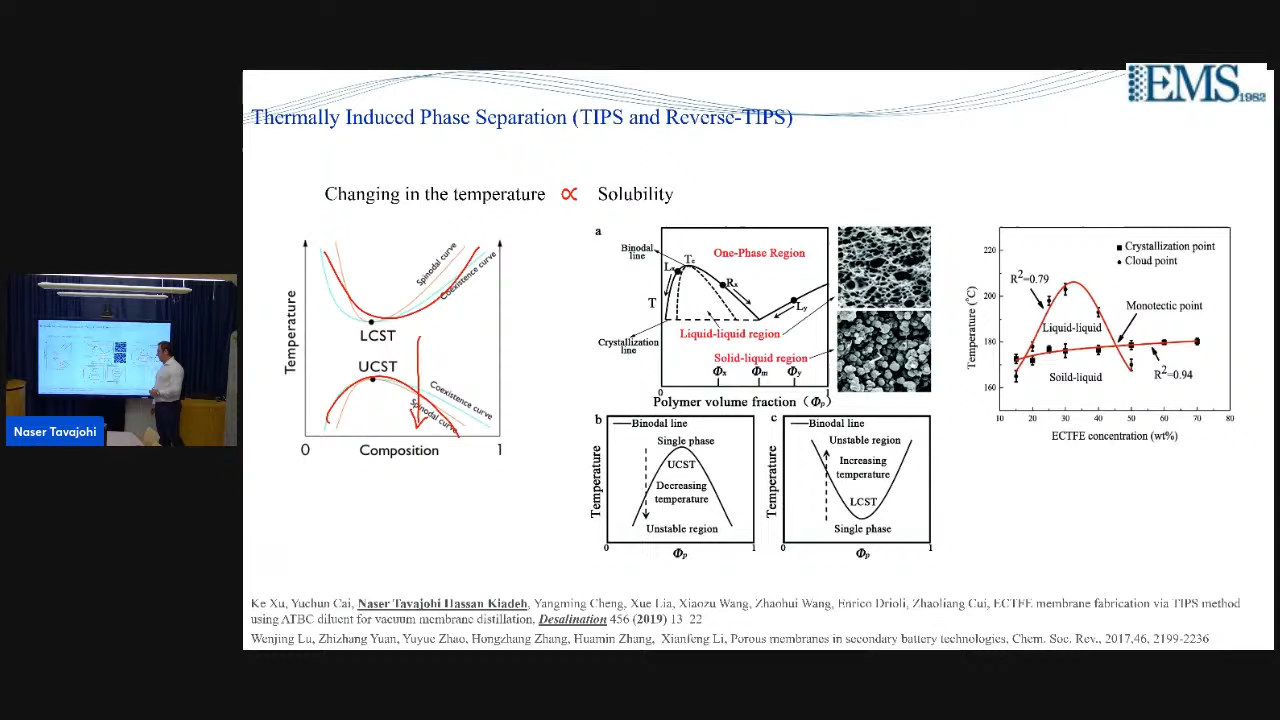 EMS 1982
Thermally Induced Phase Separation (TIPS and Reverse-TIPS)
Changing in the temperature ∝ Solubility
Temperature
Spinodal curve
Coexistence curve
LCST
UCST
Coexistence curve
Spinodal curve
0
Composition
1
a
Binodal
line
Tc
One-Phase Region
Lx
Rx
T
Ly
Liquid-liquid region
Crystallization
line
Solid-liquid region
Φx
Φm
Φy
0
1
Polymer volume fraction (Φp)
b
Binodal line
Single phase
UCST
Decreasing
temperature
Unstable region
Temperature
0
Φp
1
c
Binodal line
Unstable region
Increasing
temperature
LCST
Single phase
Temperature
0
Φp
1
Crystallization point
Cloud point
R²=0.79
Monotectic point
Liquid-liquid
Soild-liquid
R²=0.94
Temperature (°C)
220
200
180
160
10 20 30 40 50 60 70 80
ECTFE concentration (wt%)
Naser Tavajohi
Ke Xu, Yuchun Cai, Naser Tavajohi Hassan Kiadeh, Yangming Cheng, Xue Lia, Xiaozu Wang, Zhaohui Wang, Enrico Drioli, Zhaoliang Cui, ECTFE membrane fabrication via TIPS method
using ATBC diluent for vacuum membrane distillation, Desalination 456 (2019) 13 22
Wenjing Lu, Zhizhang Yuan, Yuyue Zhao, Hongzhang Zhang, Huamin Zhang, Xianfeng Li, Porous membranes in secondary battery technologies, Chem. Soc. Rev., 2017,46, 2199-2236